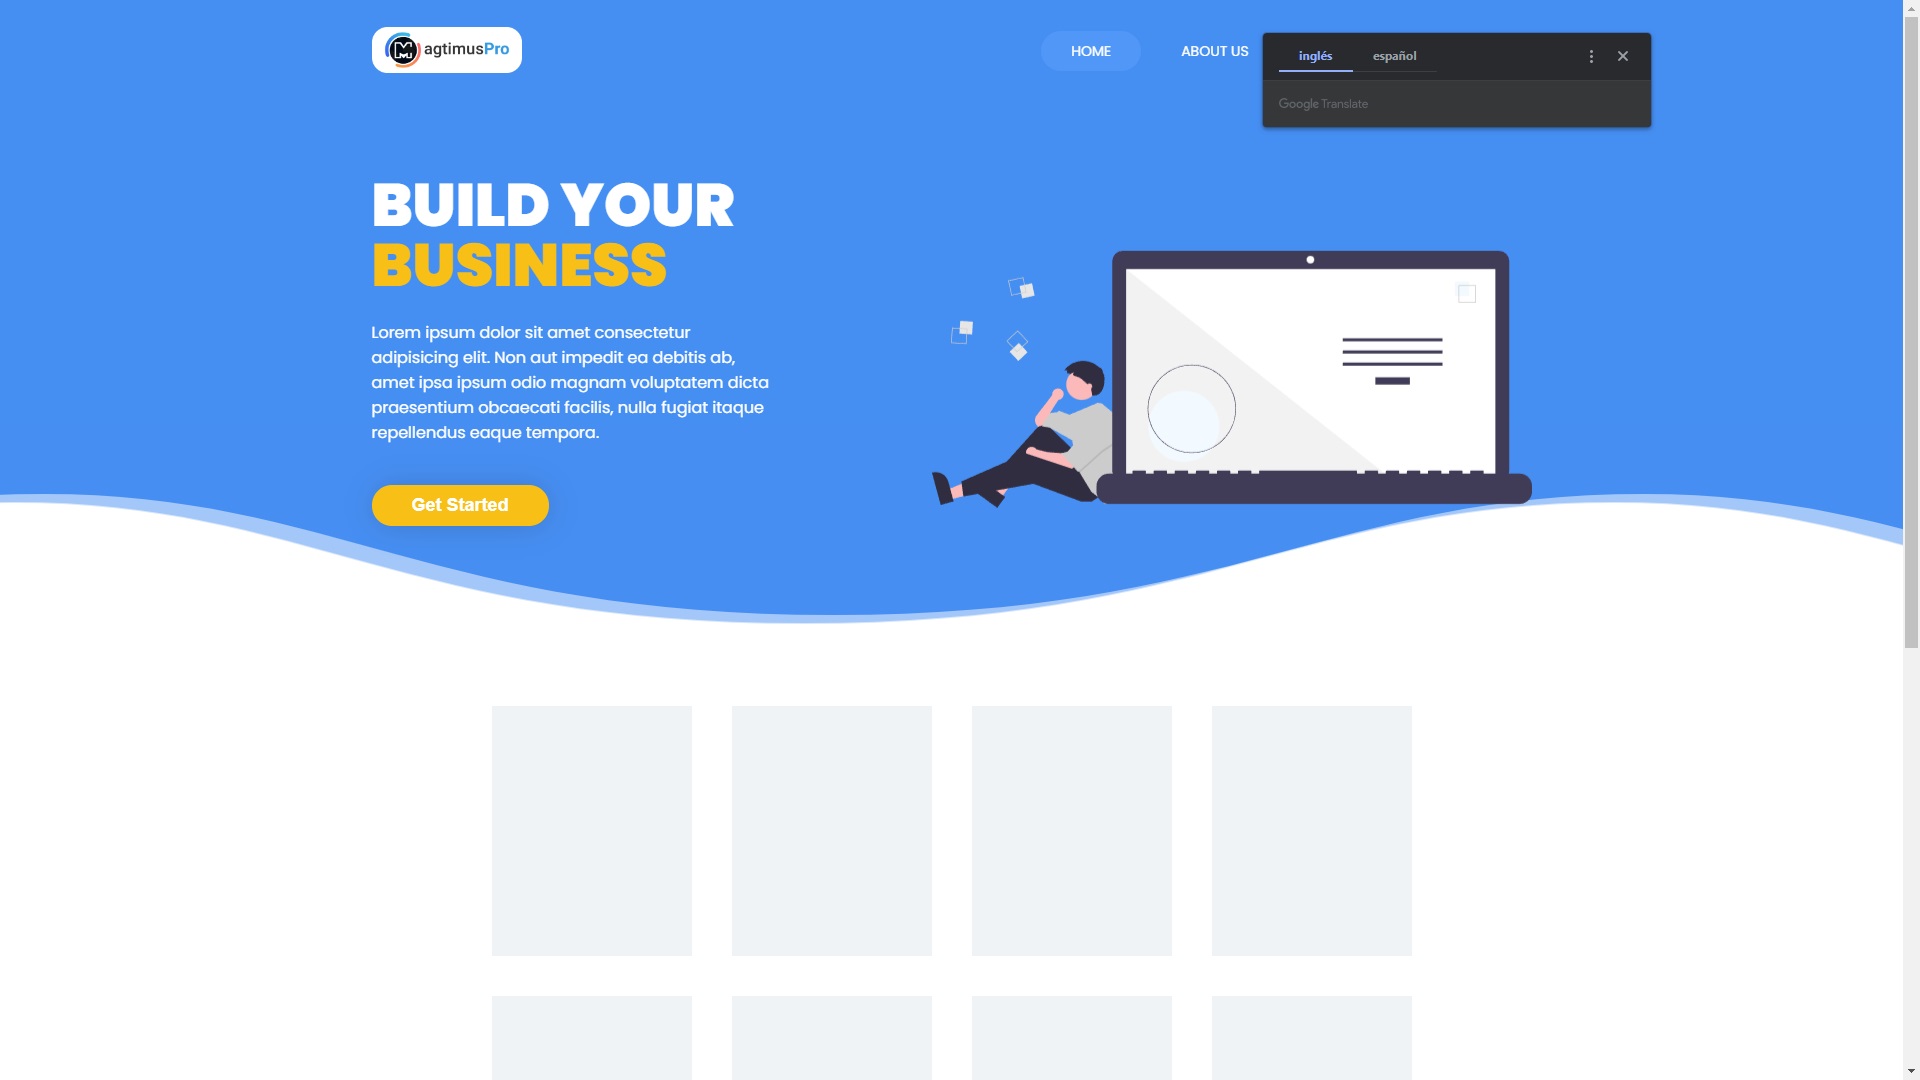 agtimusPro
HOME
ABOUT US
inglés
español
Google Translate
BUILD YOUR
BUSINESS
Lorem ipsum dolor sit amet consectetur
adipisicing elit. Non aut impedit ea debitis ab,
amet ipsa ipsum odio magnam voluptatem dicta
praesentium obcaecati facilis, nulla fugiat itaque
repellendus eaque tempora.
Get Started